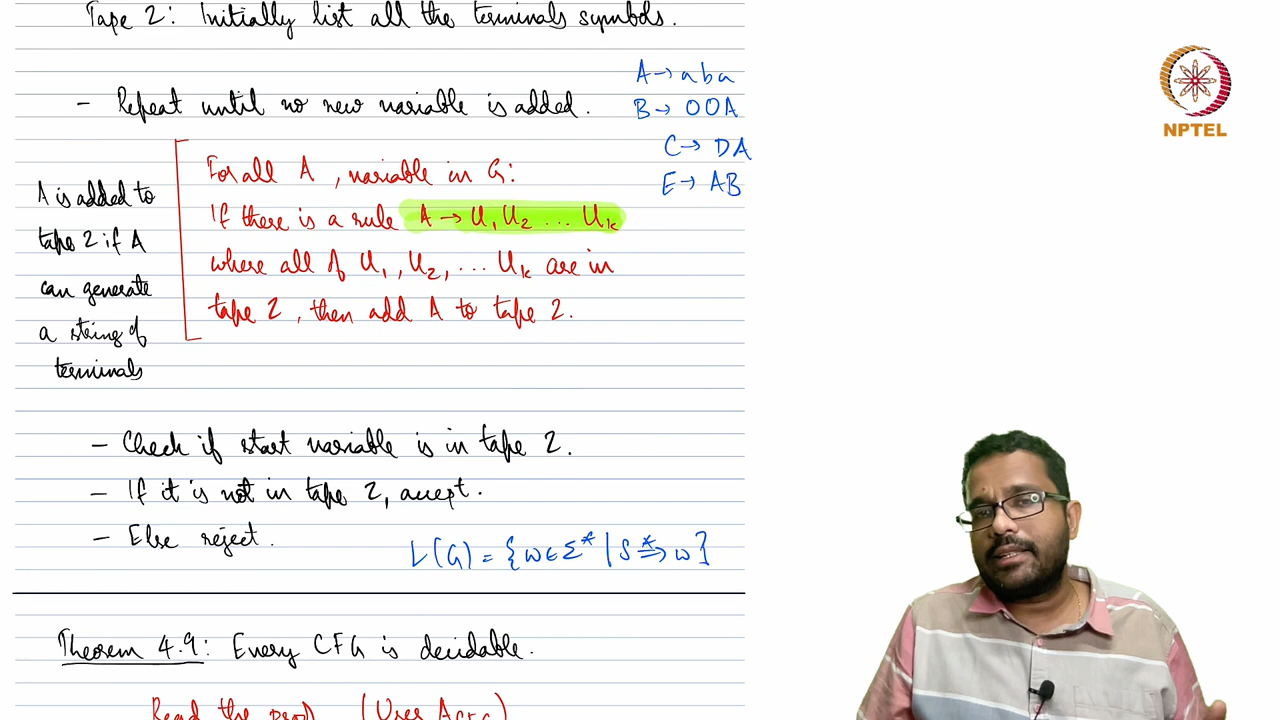 Tape 2: Initially list all the terminals symbols.
- Repeat until no new variable is added.
A → aba
B → 00A
C → DA
E → AB
A is added to
tape 2 if A
can generate
a string of
terminals
For all A, variable in G:
If there is a rule A → U₁ U₂ ... Uₖ
where all of U₁, U₂, ... Uₖ are in
tape 2, then add A to tape 2.
- Check if start variable is in tape 2.
- If it is not in tape 2, accept.
- Else reject.
L(G) = {w ∈ Σ* | S ⇒* w}
Theorem 4.9: Every CFG is decidable.
Read the (Uses
NPTEL